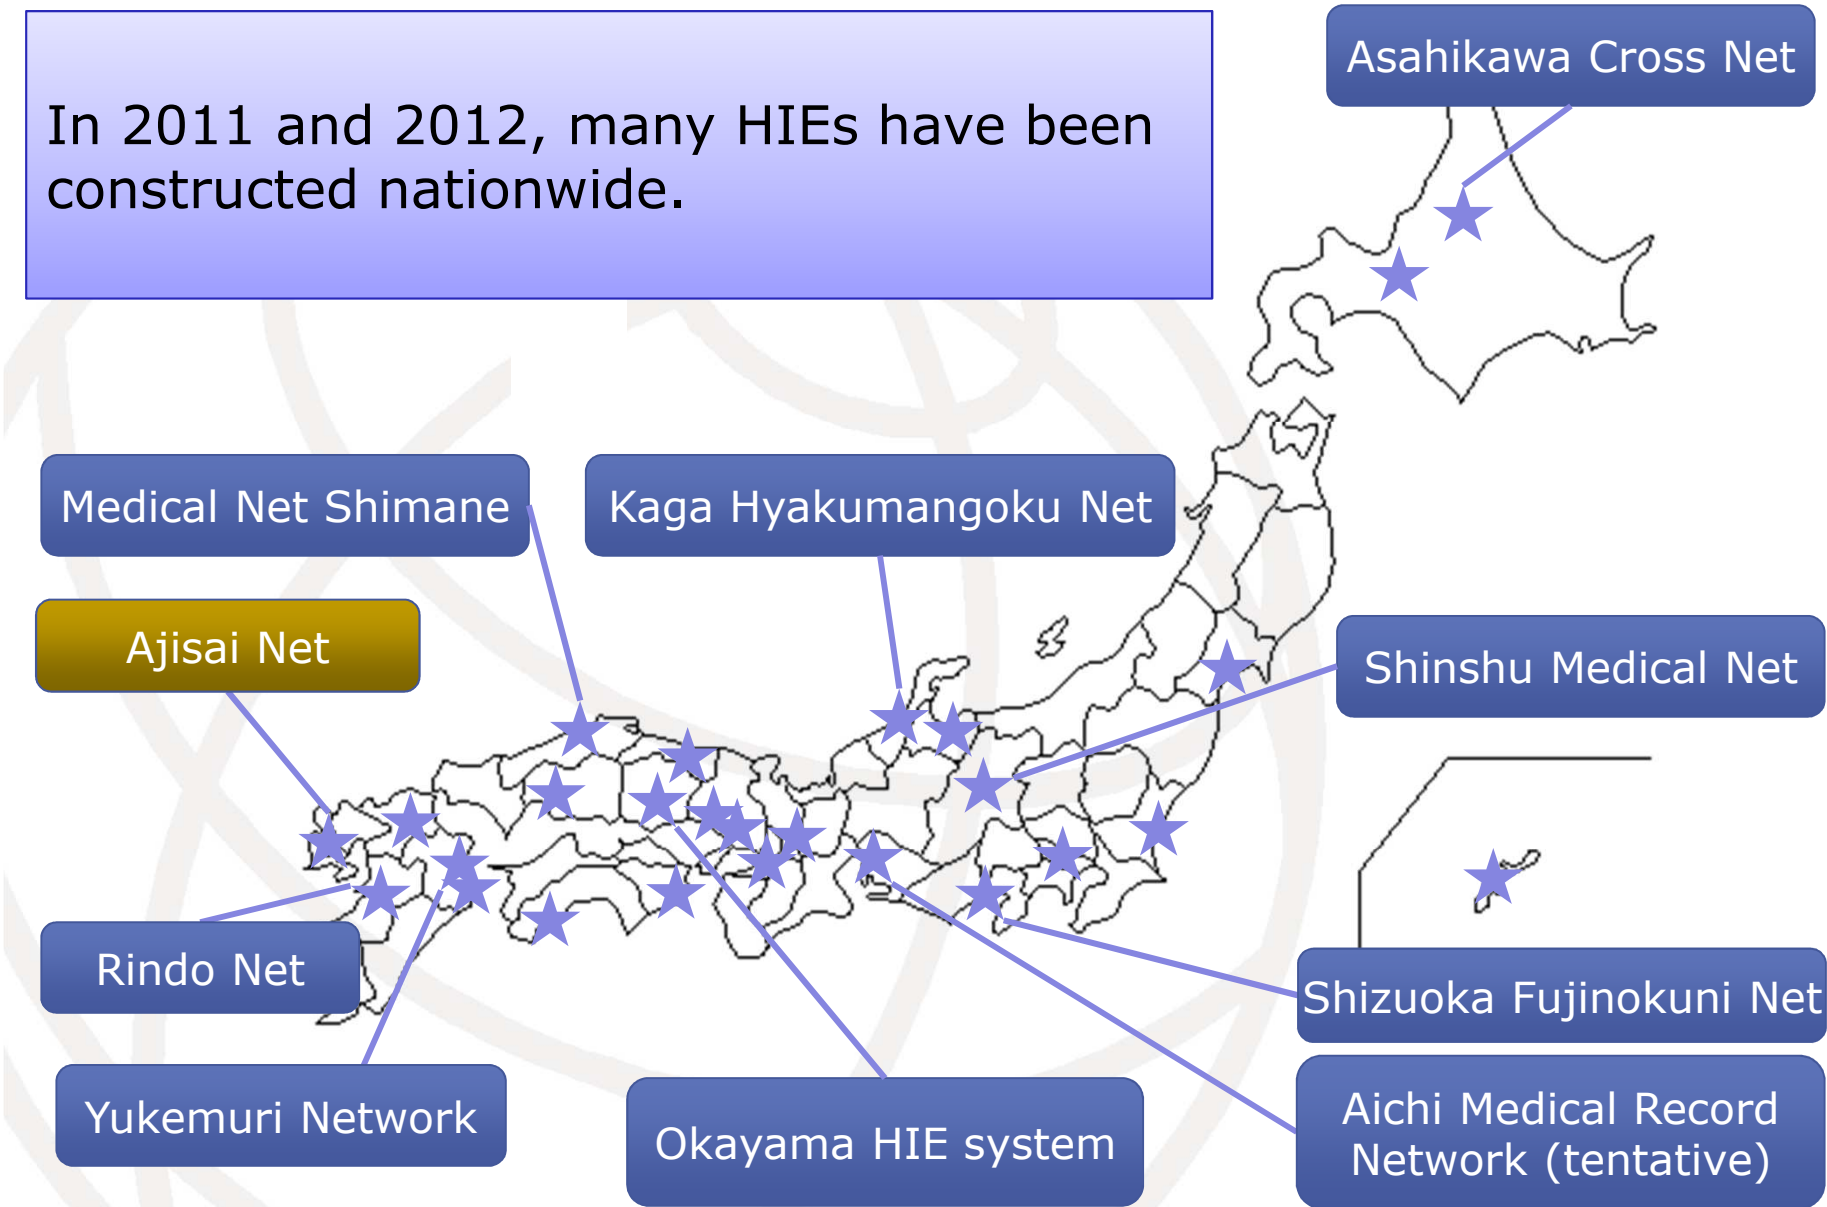 In 2011 and 2012, many HIEs have been
constructed nationwide.
Asahikawa Cross Net
Medical Net Shimane
Kaga Hyakumangoku Net
Ajisai Net
Shinshu Medical Net
Rindo Net
Shizuoka Fujinokuni Net
Yukemuri Network
Okayama HIE system
Aichi Medical Record
Network (tentative)